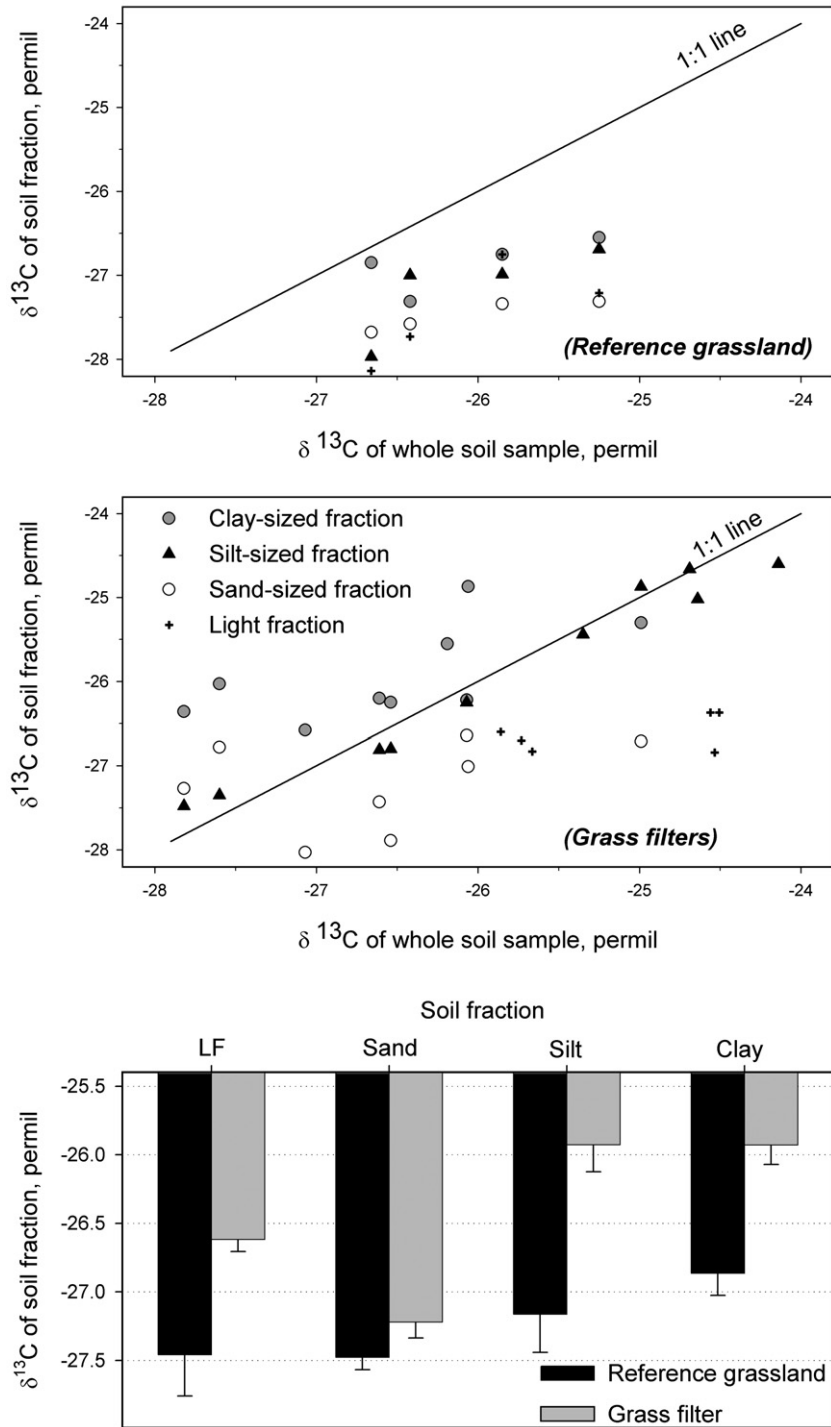 -24
-25
-26
-27
-28
δ13C of soil fraction, permil
1:1 line
(Reference grassland)
-28 -27 -26 -25 -24
δ 13C of whole soil sample, permil
-24
-25
-26
-27
-28
δ13C of soil fraction, permil
Clay-sized fraction
Silt-sized fraction
Sand-sized fraction
Light fraction
1:1 line
(Grass filters)
-28 -27 -26 -25 -24
δ 13C of whole soil sample, permil
Soil fraction
LF Sand Silt Clay
-25.5
-26.0
-26.5
-27.0
-27.5
δ13C of soil fraction, permil
Reference grassland
Grass filter